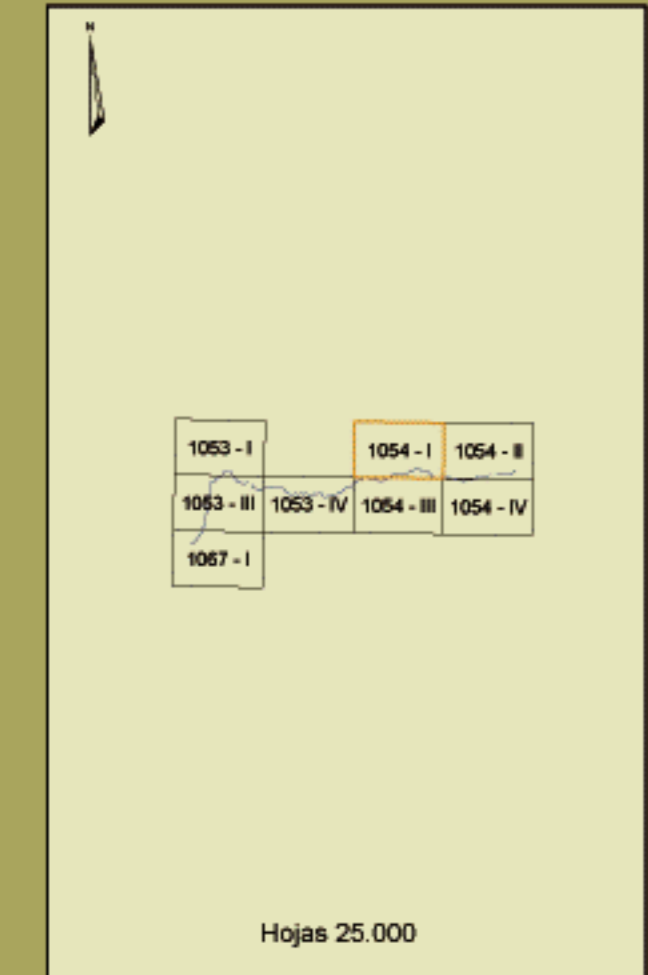 N
1053 - I
1054 - I
1054 - II
1053 - III
1053 - IV
1054 - III
1054 - IV
1067 - I
Hojas 25.000